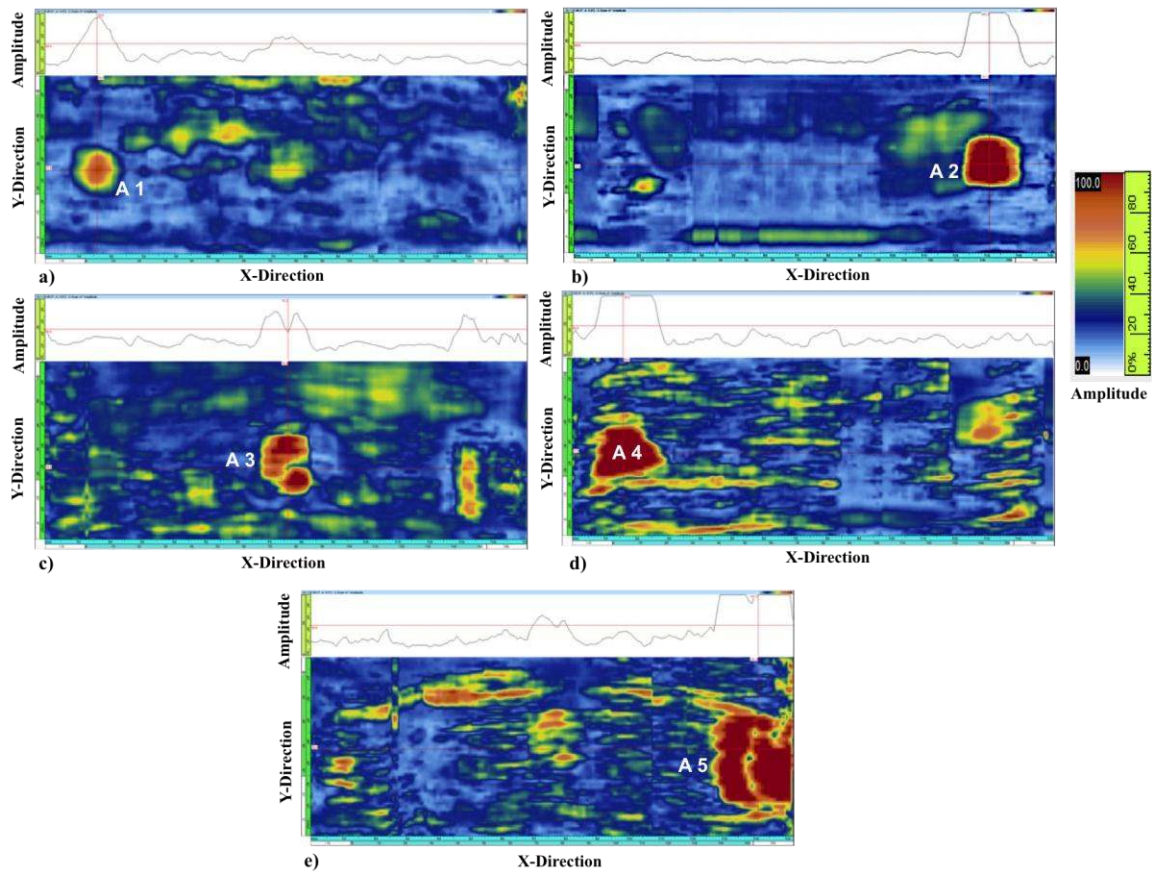 Amplitude
Y-Direction
A 1
a)
X-Direction
Amplitude
Y-Direction
A 2
b)
X-Direction
100.0
0.0
80
60
40
20
0%
Amplitude
Amplitude
Y-Direction
A 3
c)
X-Direction
Amplitude
Y-Direction
A 4
d)
X-Direction
Amplitude
Y-Direction
A 5
e)
X-Direction